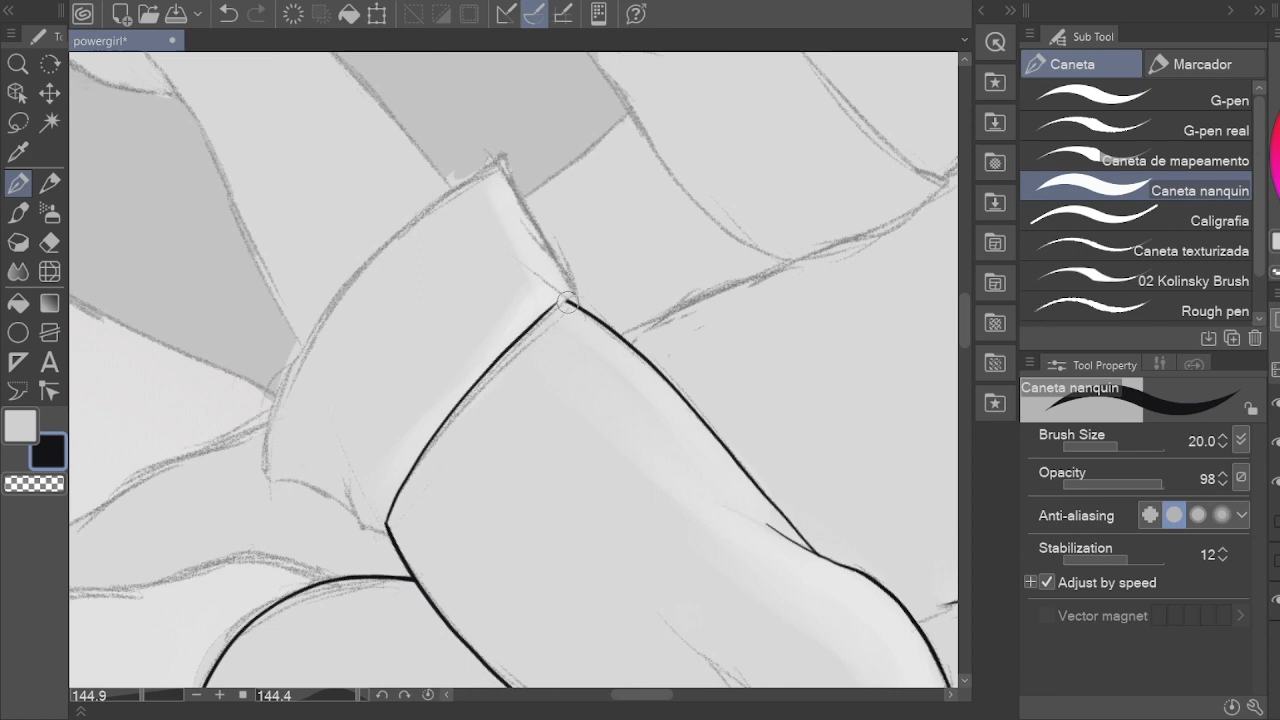 To
Sub Tool
powergirl*
Caneta
Marcador
G-pen
G-pen real
Caneta de mapeamento
Caneta nanquin
Caligrafia
Caneta texturizada
02 Kolinsky Brush
Rough pen
Tool Property
Caneta nanquin
Brush Size
20.0
Opacity
98
Anti-aliasing
Stabilization
12
Adjust by speed
Vector magnet
A
144.9
144.4